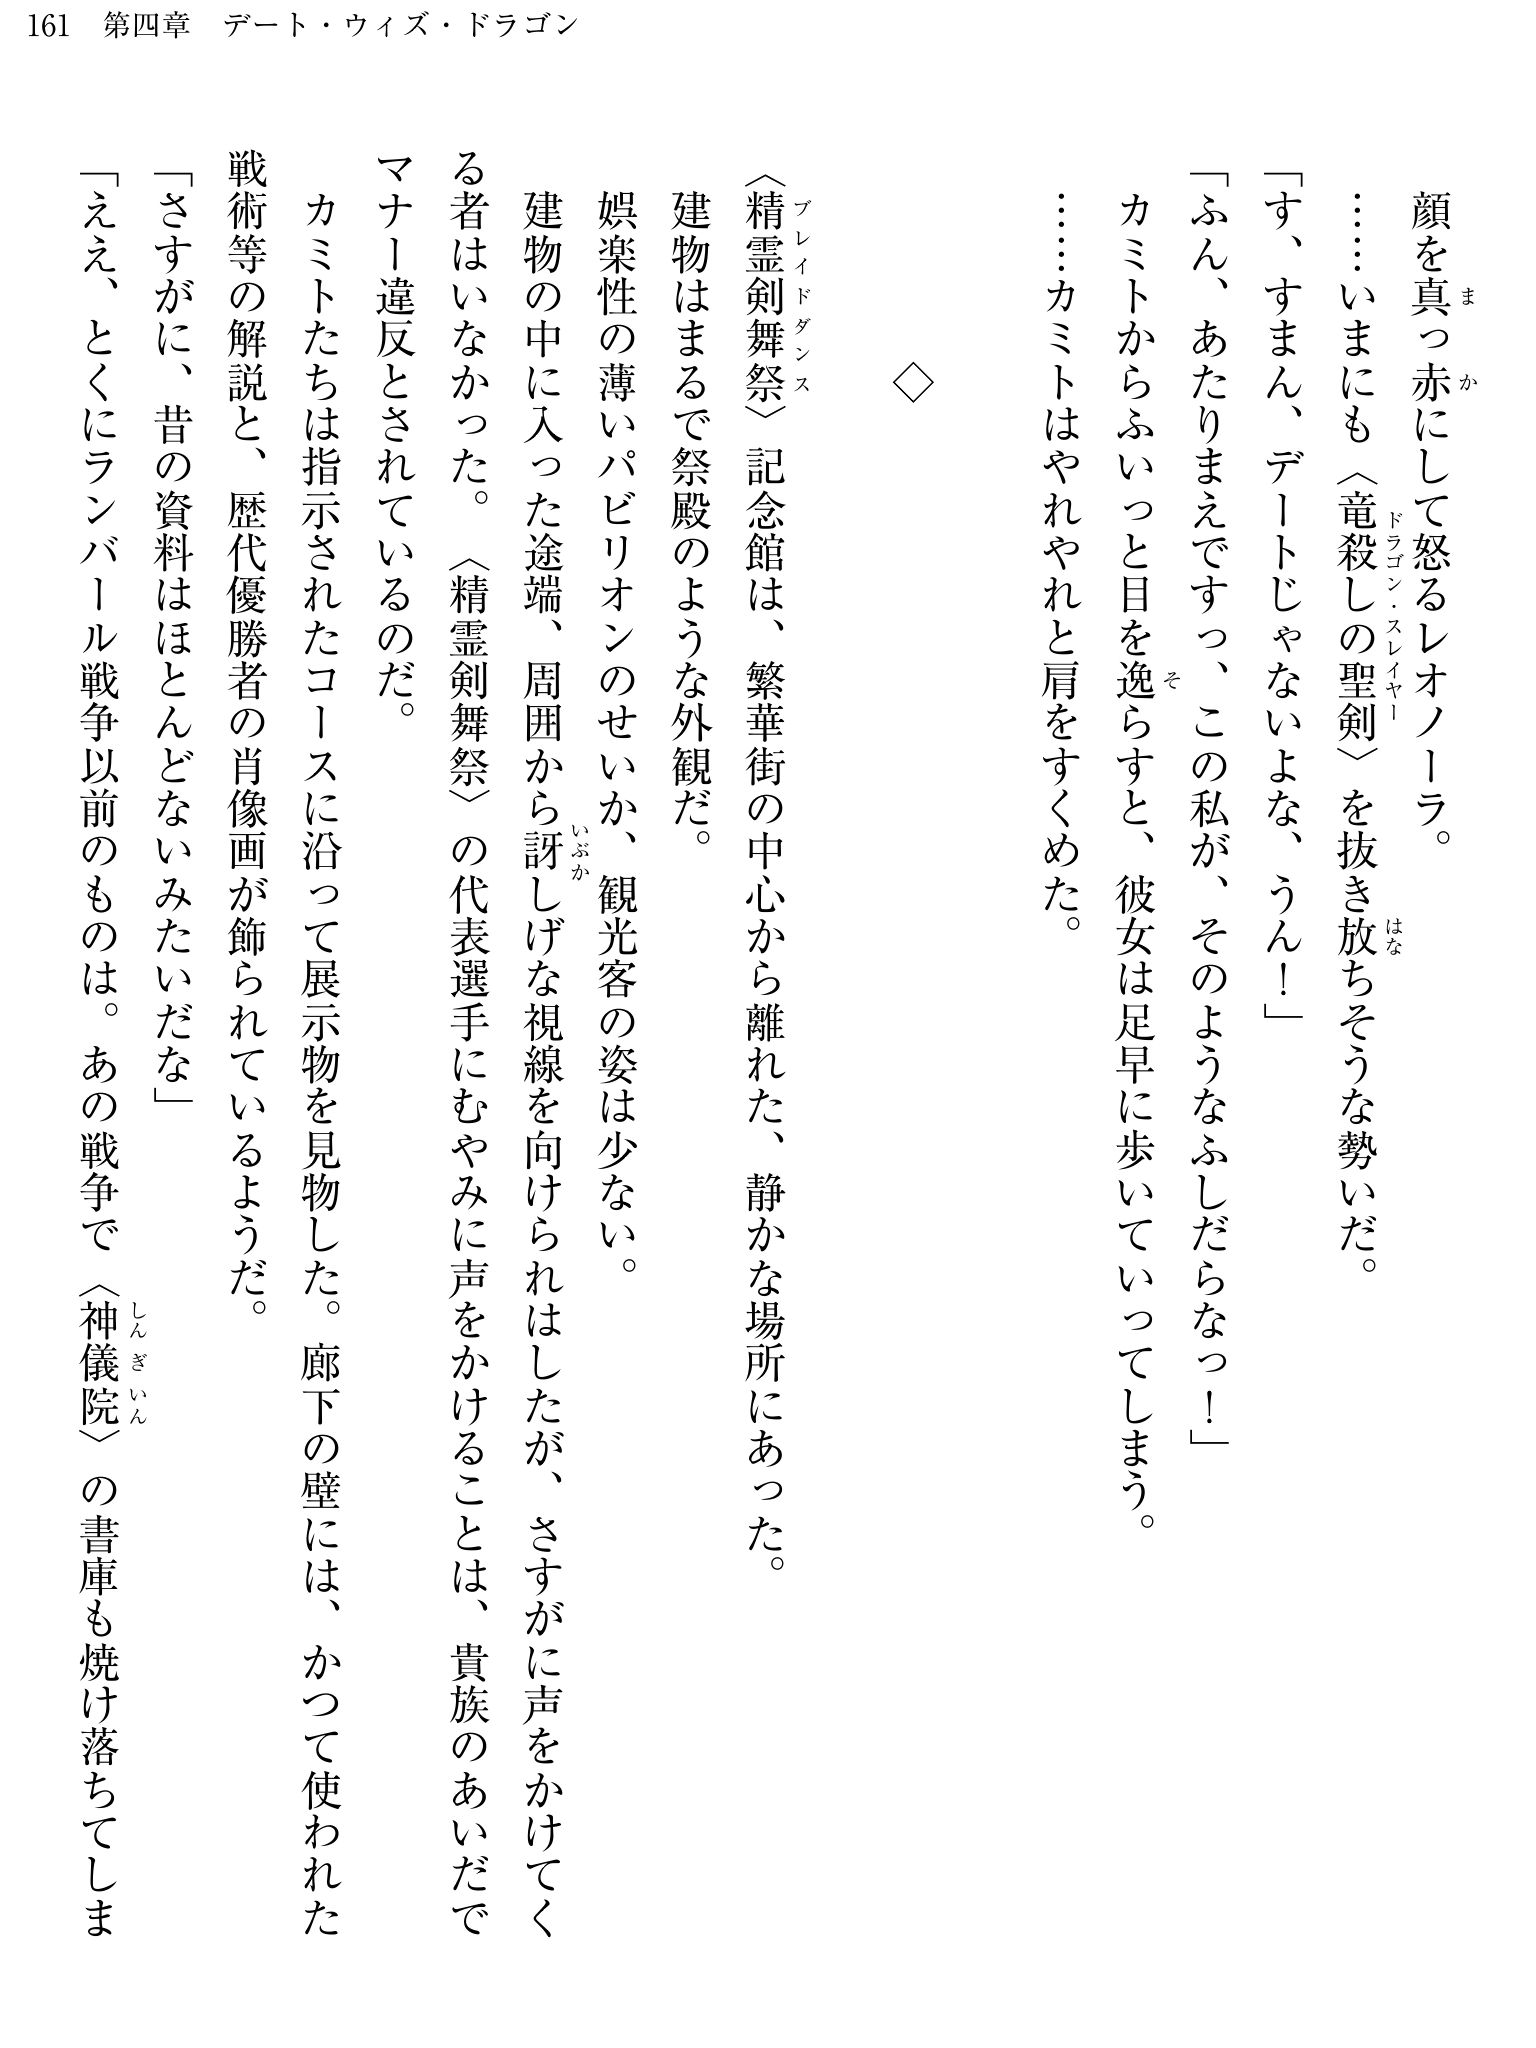 161　第四章　デート・ウィズ・ドラゴン
　顔を真っ赤にして怒るレオノーラ。
　……いまにも〈竜殺しの聖剣〉を抜き放ちそうな勢いだ。
「す、すまん、デートじゃないよな、うん！」
「ふん、あたりまえですっ、この私が、そのようなふしだらなっ！」
　カミトからふいっと目を逸らすと、彼女は足早に歩いていってしまう。
　……カミトはやれやれと肩をすくめた。
◇
〈精霊剣舞祭〉記念館は、繁華街の中心から離れた、静かな場所にあった。
　建物はまるで祭殿のような外観だ。
　娯楽性の薄いパビリオンのせいか、観光客の姿は少ない。
　建物の中に入った途端、周囲から訝しげな視線を向けられはしたが、さすがに声をかけてく
る者はいなかった。〈精霊剣舞祭〉の代表選手にむやみに声をかけることは、貴族のあいだで
マナー違反とされているのだ。
　カミトたちは指示されたコースに沿って展示物を見物した。廊下の壁には、かつて使われた
戦術等の解説と、歴代優勝者の肖像画が飾られているようだ。
「さすがに、昔の資料はほとんどないみたいだな」
「ええ、とくにランバール戦争以前のものは。あの戦争で〈神儀院〉の書庫も焼け落ちてしま